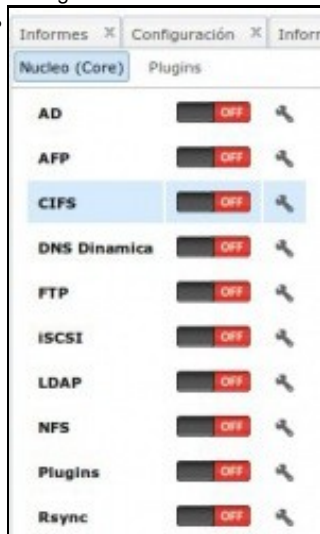 Informes X Configuración X Inform
Nucleo (Core) Plugins
AD OFF
AFP OFF
CIFS OFF
DNS Dinamica OFF
FTP OFF
iSCSI OFF
LDAP OFF
NFS OFF
Plugins OFF
Rsync OFF